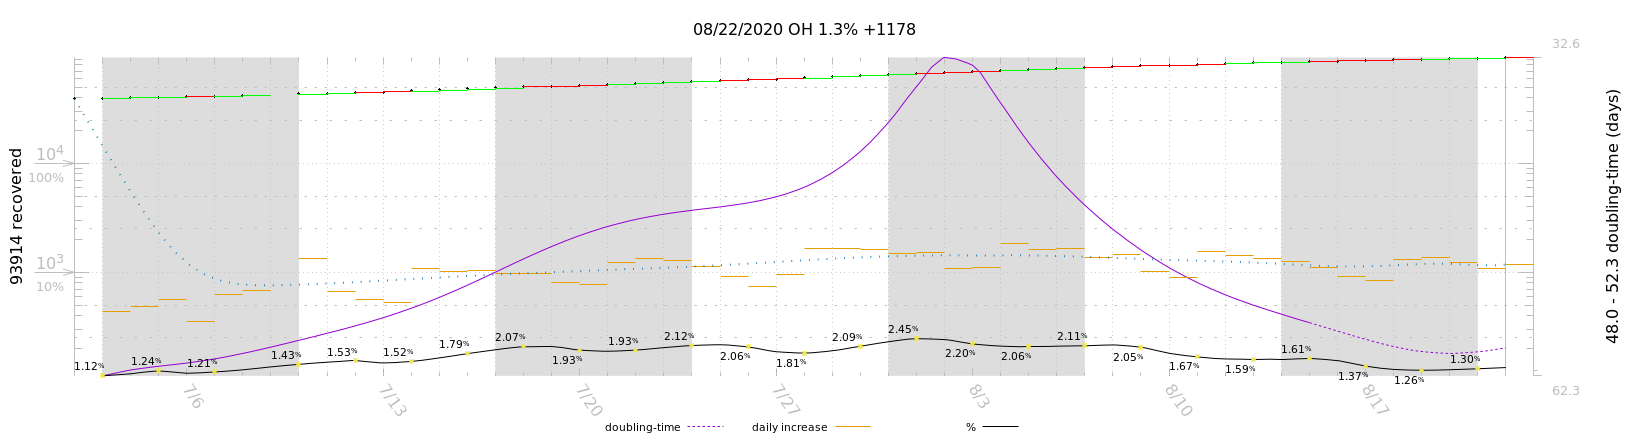 08/22/2020 OH 1.3% +1178
32.6
93914 recovered
10⁴
100%
10³
10%
48.0 - 52.3 doubling-time (days)
1.12% 1.24% 1.21% 1.43% 1.53% 1.52% 1.79% 2.07% 1.93% 1.93% 2.12% 2.06% 1.81% 2.09% 2.45% 2.20% 2.06% 2.11% 2.05% 1.67% 1.59% 1.61% 1.37% 1.26% 1.30%
62.3
7/6 7/13 7/20 7/27 8/3 8/10 8/17
doubling-time daily increase %